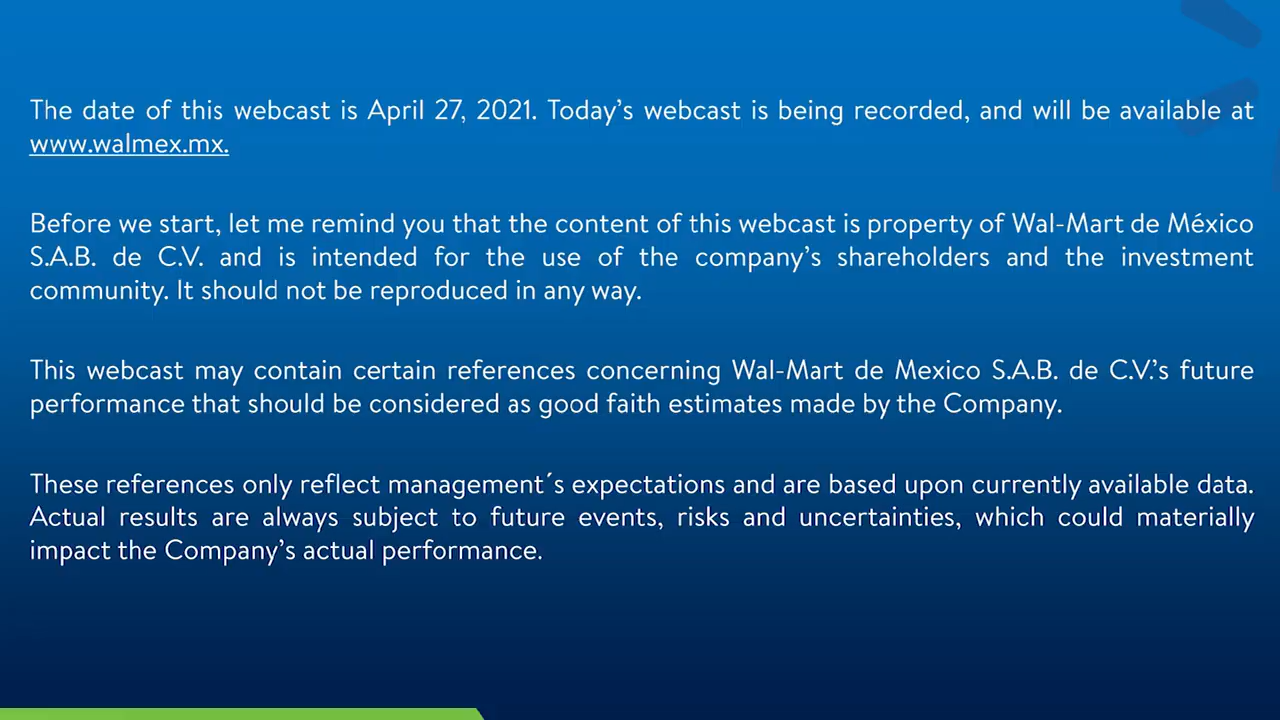 The date of this webcast is April 27, 2021. Today’s webcast is being recorded, and will be available at
www.walmex.mx.
Before we start, let me remind you that the content of this webcast is property of Wal-Mart de México
S.A.B. de C.V. and is intended for the use of the company’s shareholders and the investment
community. It should not be reproduced in any way.
This webcast may contain certain references concerning Wal-Mart de Mexico S.A.B. de C.V.’s future
performance that should be considered as good faith estimates made by the Company.
These references only reflect management´s expectations and are based upon currently available data.
Actual results are always subject to future events, risks and uncertainties, which could materially
impact the Company’s actual performance.